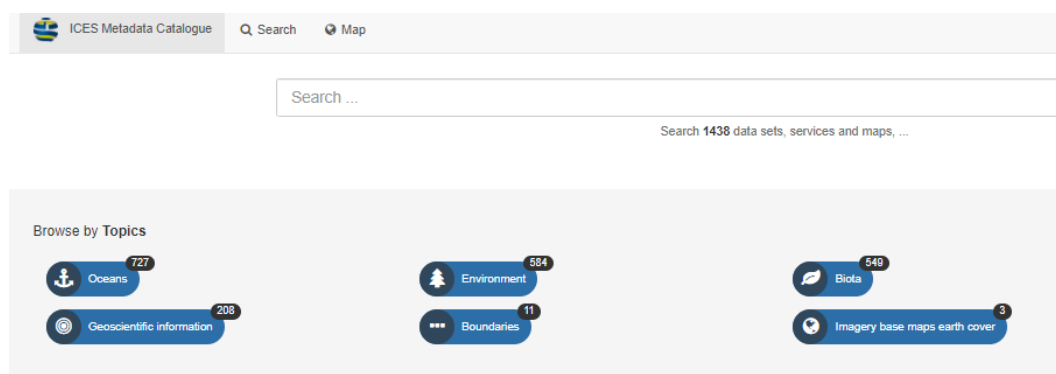 ICES Metadata Catalogue Search Map
Search ...
Search 1438 data sets, services and maps, ...
Browse by Topics
727 584 549
Oceans Environment Biota
208 11 3
Geoscientific information Boundaries Imagery base maps earth cover